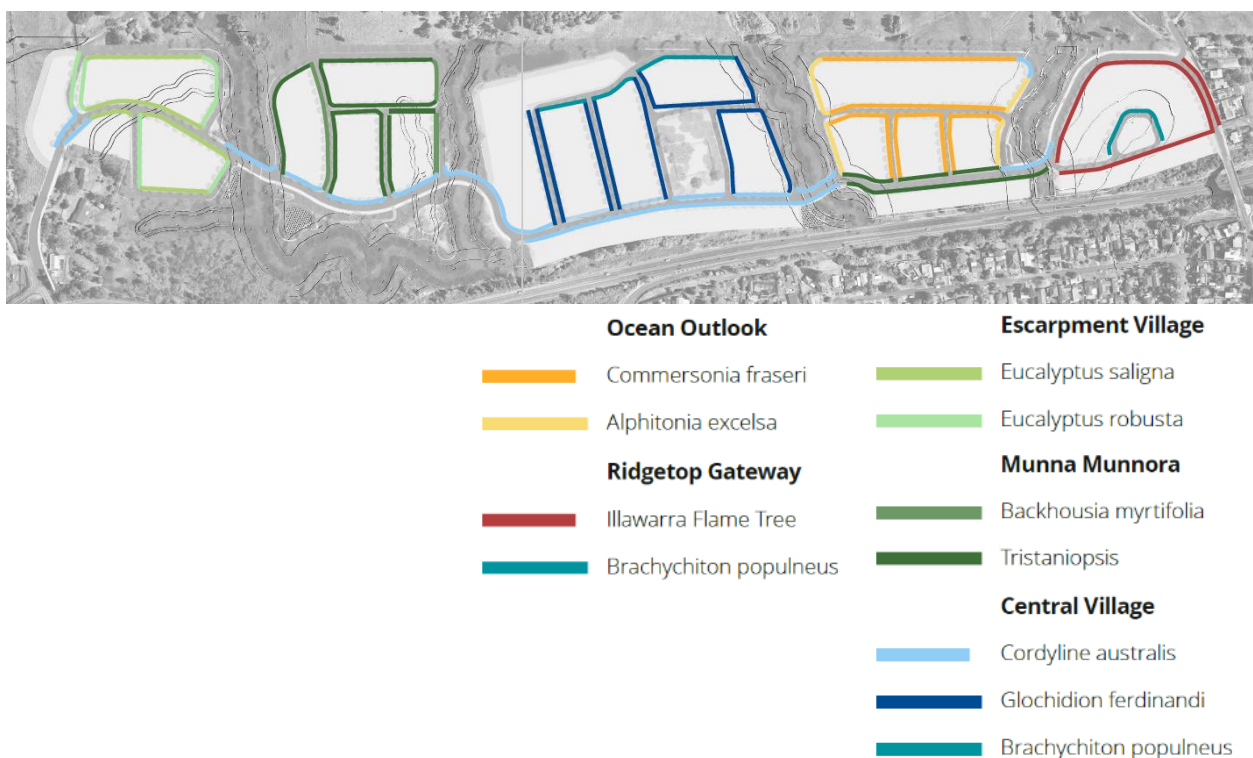 Ocean Outlook
Commersonia fraseri
Alphitonia excelsa
Ridgetop Gateway
Illawarra Flame Tree
Brachychiton populneus
Escarpment Village
Eucalyptus saligna
Eucalyptus robusta
Munna Munnora
Backhousia myrtifolia
Tristaniopsis
Central Village
Cordyline australis
Glochidion ferdinandi
Brachychiton populneus